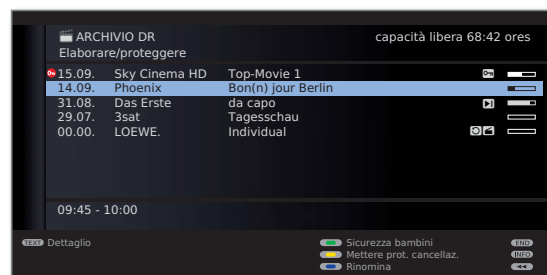 ARCHIVIO DR capacità libera 68:42 ores
Elaborare/proteggere
15.09. Sky Cinema HD Top-Movie 1
14.09. Phoenix Bon(n) jour Berlin
31.08. Das Erste da capo
29.07. 3sat Tagesschau
00.00. LOEWE. Individual
09:45 - 10:00
TEXT Dettaglio Sicurezza bambini END
Mettere prot. cancellaz. INFO
Rinomina